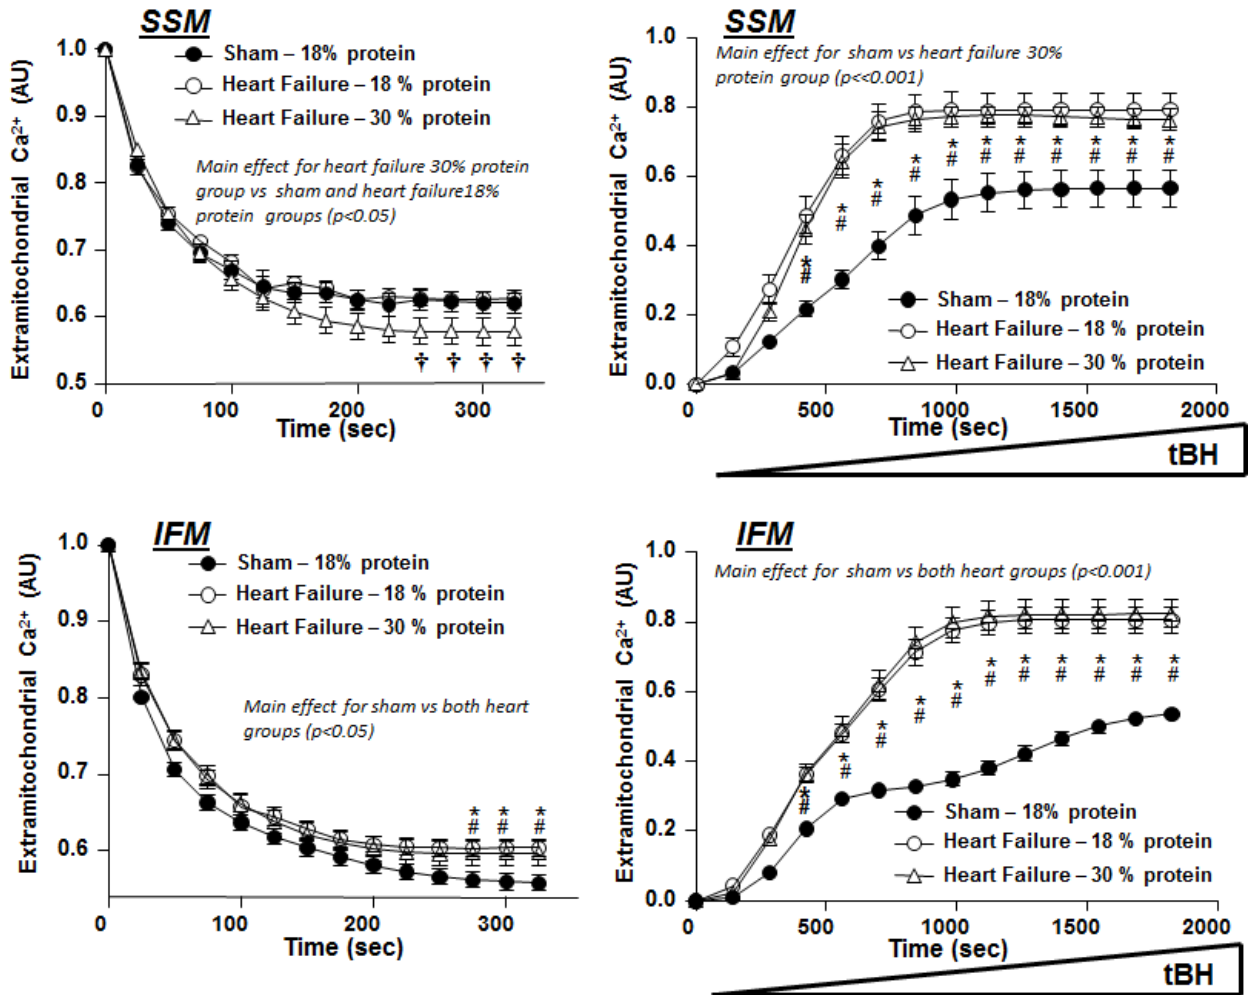 SSM
Extramitochondrial Ca²⁺ (AU)
1.0
0.9
0.8
0.7
0.6
0.5
Sham – 18% protein
Heart Failure – 18 % protein
Heart Failure – 30 % protein
Main effect for heart failure 30% protein
group vs sham and heart failure18%
protein groups (p<0.05)
† † † †
0 100 200 300
Time (sec)
SSM
Extramitochondrial Ca²⁺ (AU)
1.0
0.8
0.6
0.4
0.2
0.0
Main effect for sham vs heart failure 30%
protein group (p<<0.001)
* * * * * * * * * * *
# # # # # # # # # # #
Sham – 18% protein
Heart Failure – 18 % protein
Heart Failure – 30 % protein
0 500 1000 1500 2000
Time (sec)
tBH
IFM
Extramitochondrial Ca²⁺ (AU)
1.0
0.9
0.8
0.7
0.6
Sham – 18% protein
Heart Failure – 18 % protein
Heart Failure – 30 % protein
Main effect for sham vs both heart
groups (p<0.05)
* * *
# # #
0 100 200 300
Time (sec)
IFM
Extramitochondrial Ca²⁺ (AU)
1.0
0.8
0.6
0.4
0.2
0.0
Main effect for sham vs both heart groups (p<0.001)
* * * * * * * * * * *
# # # # # # # # # # #
Sham – 18% protein
Heart Failure – 18 % protein
Heart Failure – 30 % protein
0 500 1000 1500 2000
Time (sec)
tBH